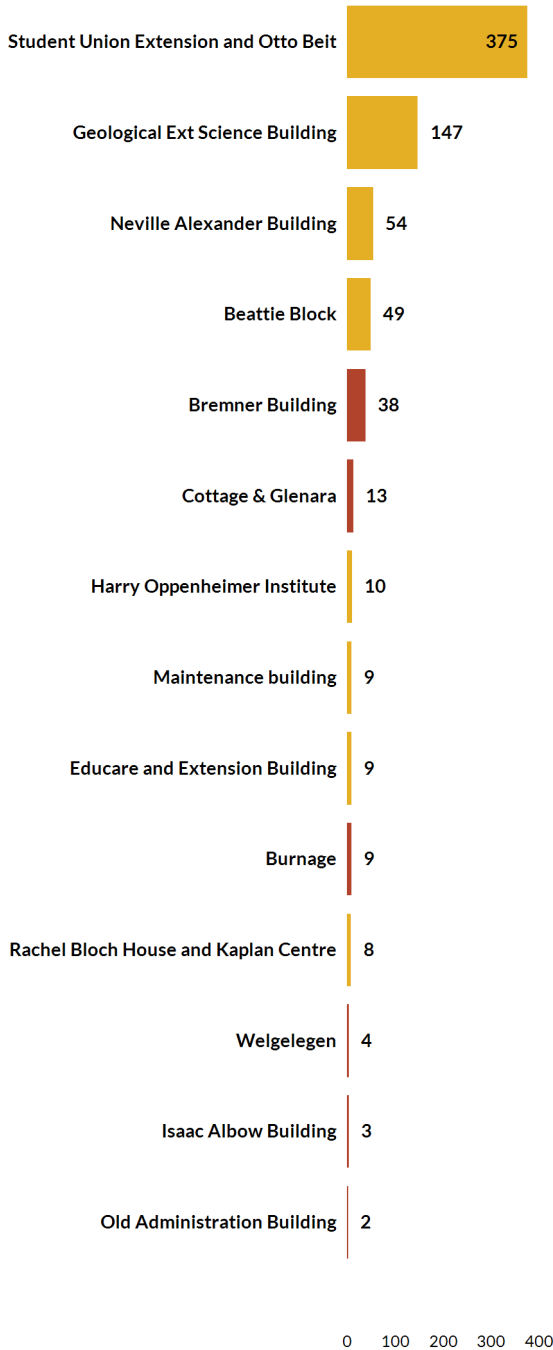 Student Union Extension and Otto Beit 375
Geological Ext Science Building 147
Neville Alexander Building 54
Beattie Block 49
Bremner Building 38
Cottage & Glenara 13
Harry Oppenheimer Institute 10
Maintenance building 9
Educare and Extension Building 9
Burnage 9
Rachel Bloch House and Kaplan Centre 8
Welgelegen 4
Isaac Albow Building 3
Old Administration Building 2
0 100 200 300 400